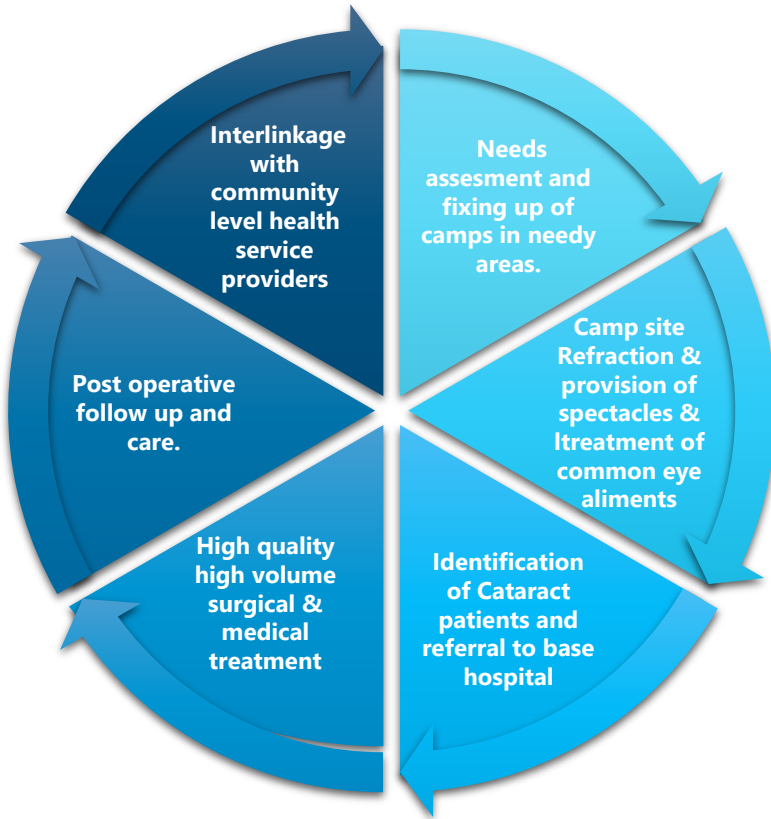 Needs
assesment and
fixing up of
camps in needy
areas.
Camp site
Refraction &
provision of
spectacles &
ltreatment of
common eye
aliments
Identification
of Cataract
patients and
referral to base
hospital
High quality
high volume
surgical &
medical
treatment
Post operative
follow up and
care.
Interlinkage
with
community
level health
service
providers